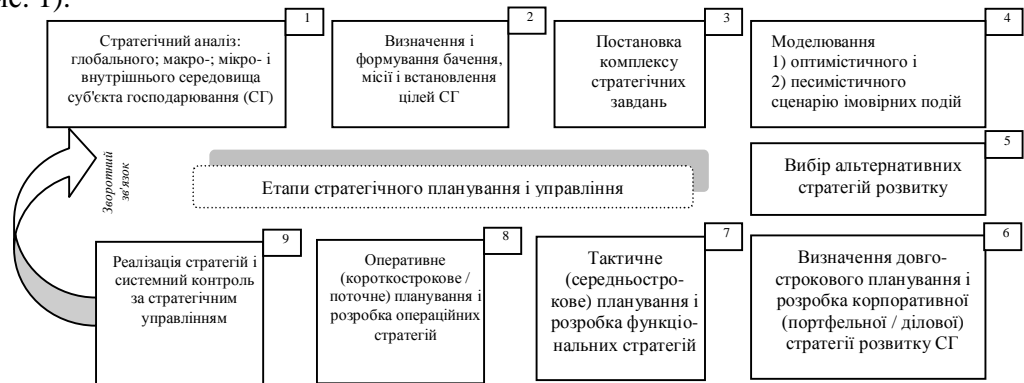 ис. 1).
1
Стратегічний аналіз:
глобального; макро-; мікро- і
внутрішнього середовища
суб'єкта господарювання (СГ)
2
Визначення і
формування бачення,
місії і встановлення
цілей СГ
3
Постановка
комплексу
стратегічних
завдань
4
Моделювання
1) оптимістичного і
2) песимістичного
сценарію імовірних подій
5
Вибір альтернативних
стратегій розвитку
Зворотний
зв'язок
Етапи стратегічного планування і управління
9
Реалізація стратегій і
системний контроль
за стратегічним
управлінням
8
Оперативне
(короткострокове /
поточне) планування і
розробка операційних
стратегій
7
Тактичне
(середньостро-
кове) планування і
розробка функціо-
нальних стратегій
6
Визначення довго-
строкового планування і
розробка корпоративної
(портфельної / ділової)
стратегії розвитку СГ